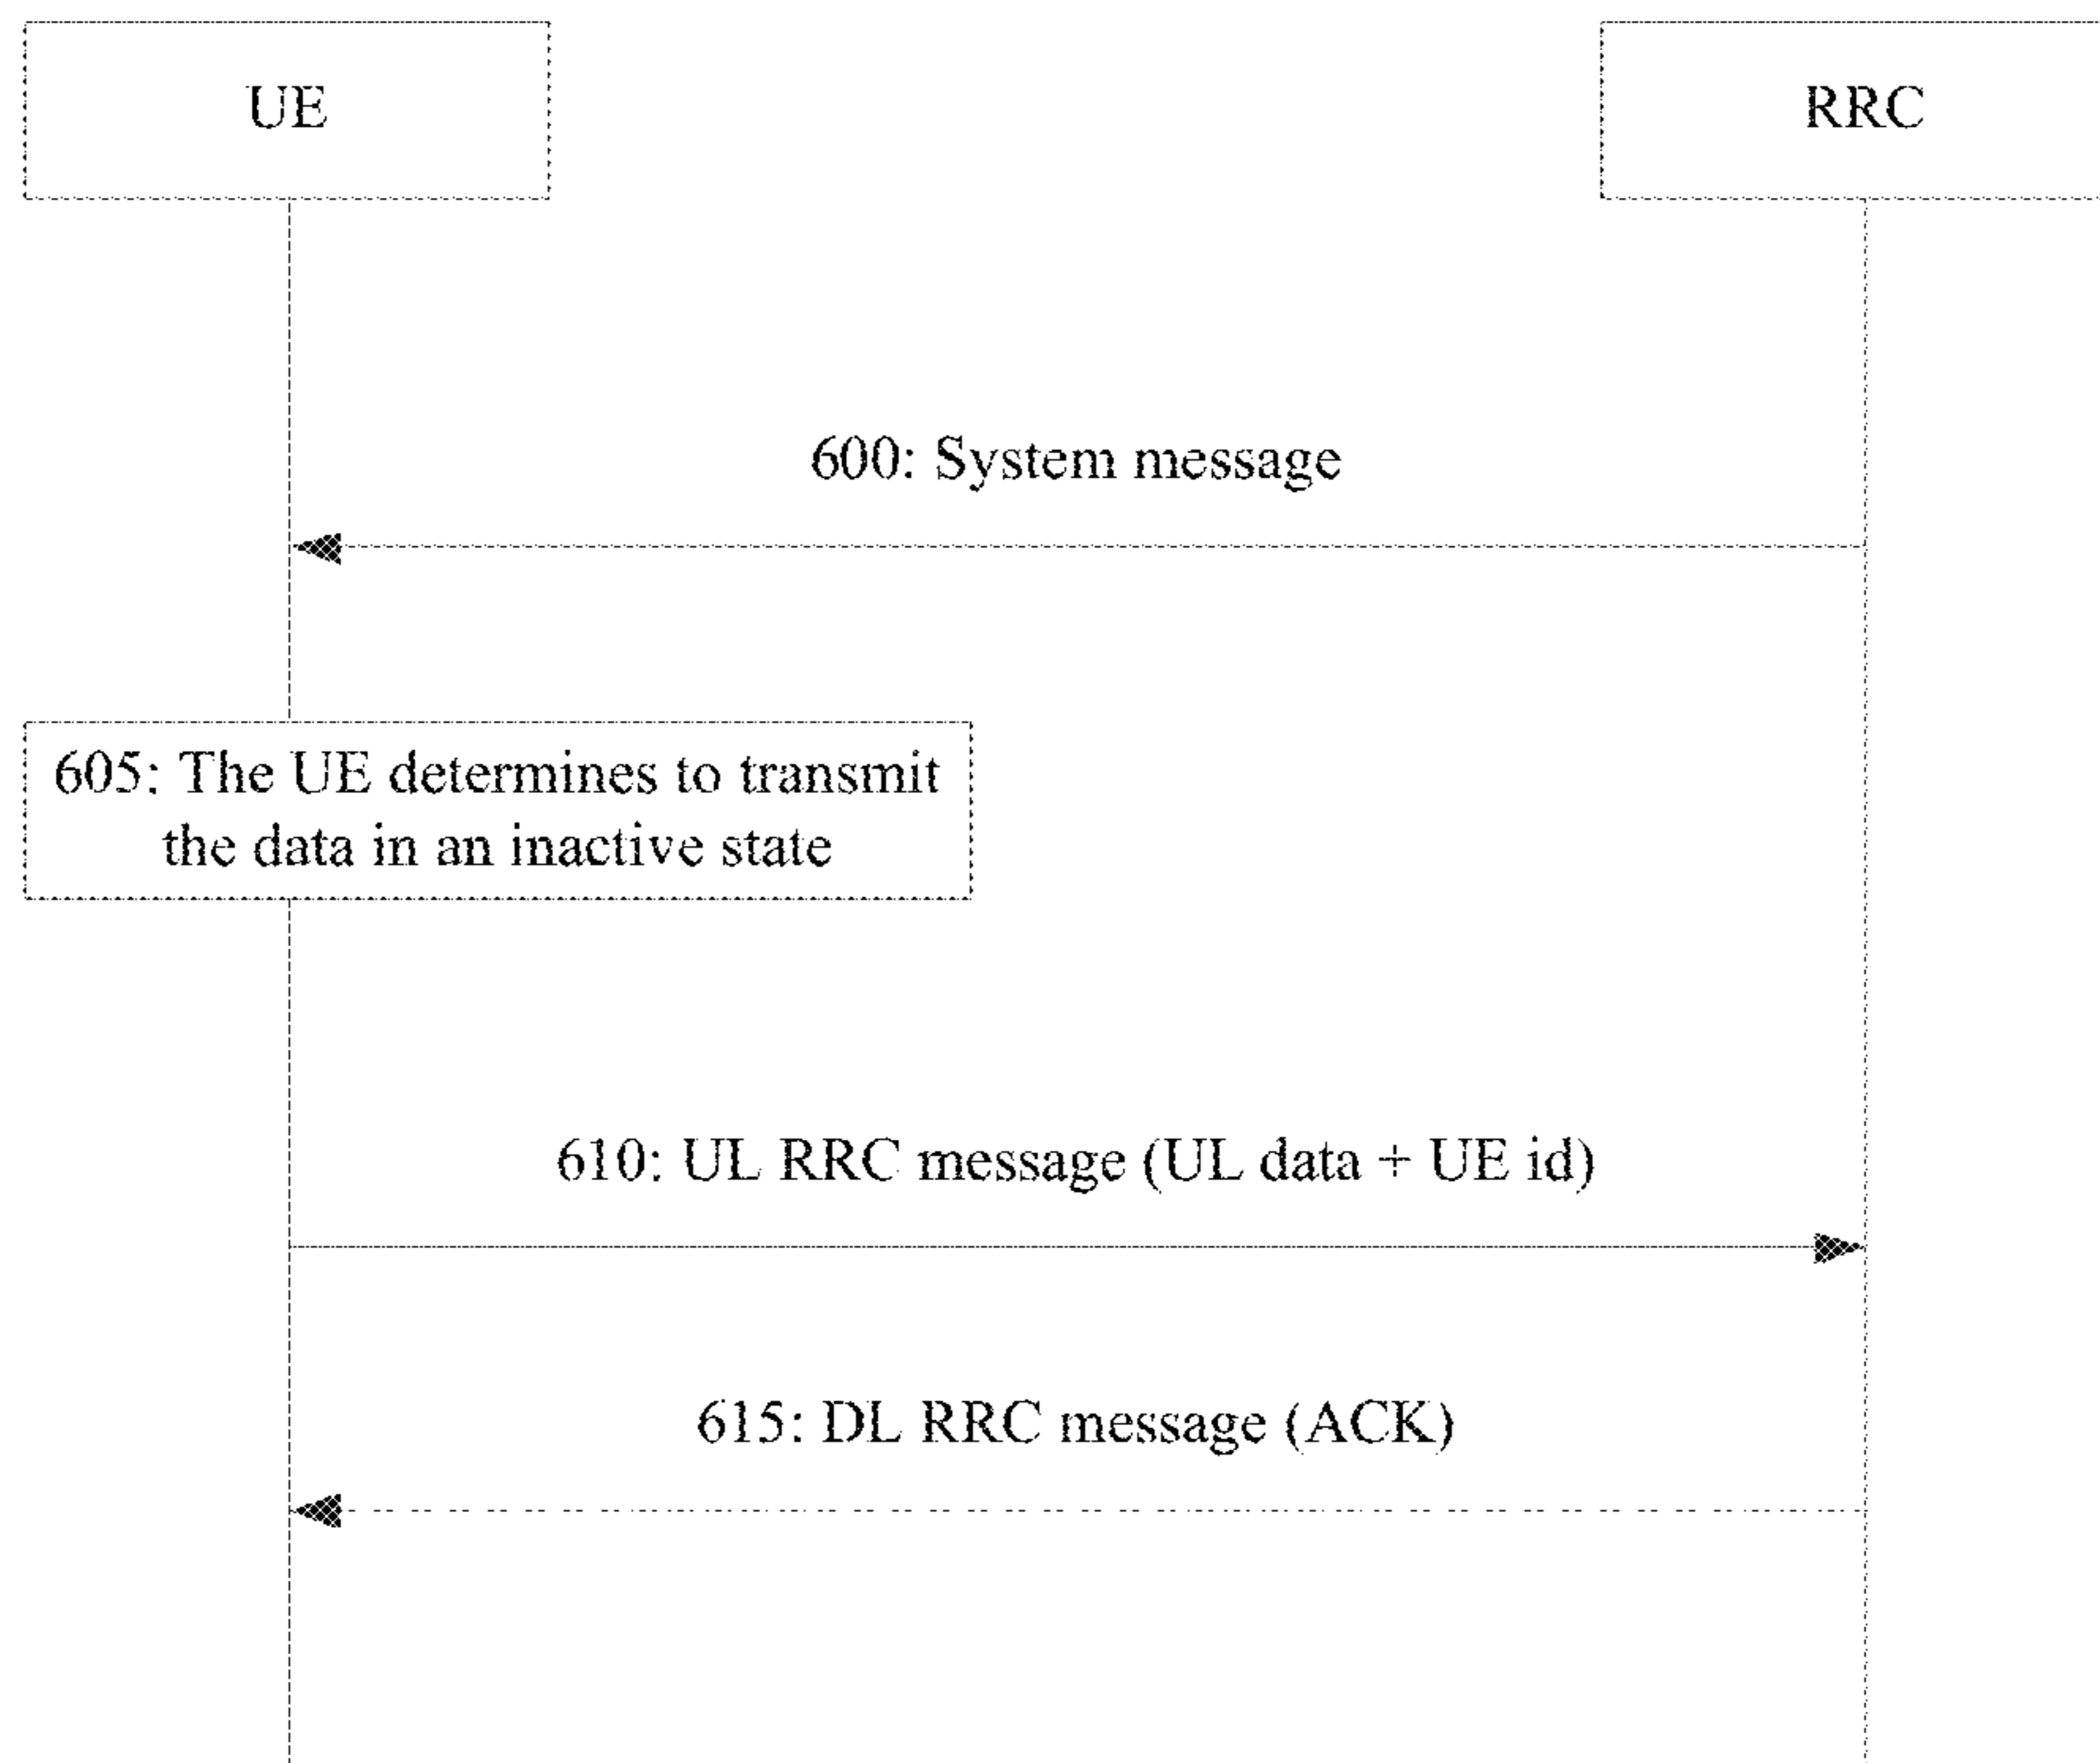 UE
RRC
600: System message
605: The UE determines to transmit
the data in an inactive state
610: UL RRC message (UL data + UE id)
615: DL RRC message (ACK)